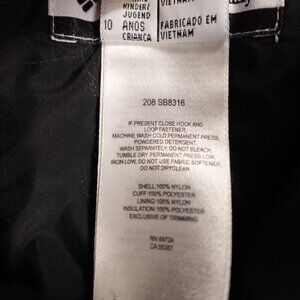 KINDER/
JUGEND
10 ANOS
CRIANÇA
VIETNAM
FABRICADO EM
VIETNAM
208 SB8316
IF PRESENT CLOSE HOOK AND
LOOP FASTENER.
MACHINE WASH COLD PERMANENT PRESS.
POWDERED DETERGENT.
WASH SEPARATELY. DO NOT BLEACH.
TUMBLE DRY PERMANENT PRESS LOW.
IRON LOW, DO NOT USE FABRIC SOFTENER.
DO NOT DRYCLEAN
SHELL:100% NYLON
CUFF:100% POLYESTER
LINING:100% NYLON
INSULATION:100% POLYESTER
EXCLUSIVE OF TRIMMING
RN 69724
CA 05367